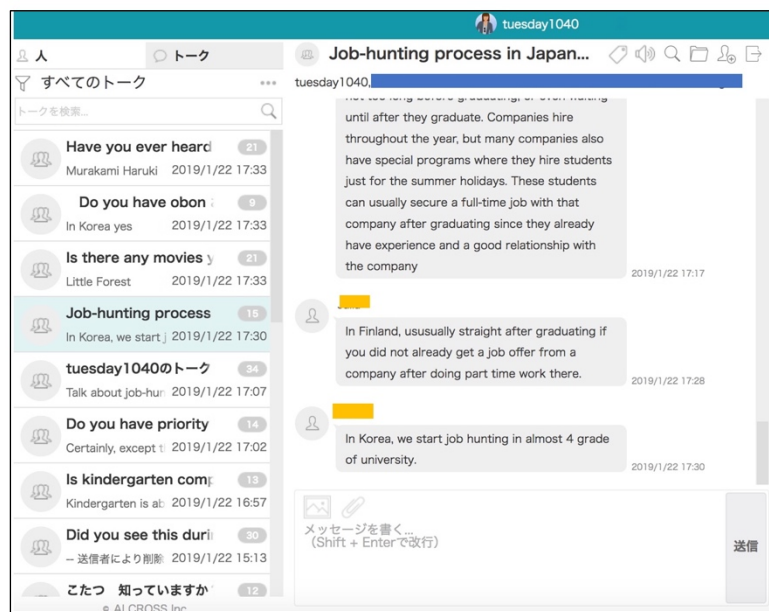 tuesday1040
人
トーク
すべてのトーク
トークを検索...
Have you ever heard 21
Murakami Haruki 2019/1/22 17:33
Do you have obon 9
In Korea yes 2019/1/22 17:33
Is there any movies y 21
Little Forest 2019/1/22 17:33
Job-hunting process 15
In Korea, we start j 2019/1/22 17:30
tuesday1040のトーク 34
Talk about job-hun 2019/1/22 17:07
Do you have priority 14
Certainly, except t 2019/1/22 17:02
Is kindergarten comp 13
Kindergarten is ab 2019/1/22 16:57
Did you see this duri 30
-- 送信者により削除 2019/1/22 15:13
こたつ 知っていますか 12
© ALCROSS Inc.
Job-hunting process in Japan...
tuesday1040,
not too long before graduating, or even waiting
until after they graduate. Companies hire
throughout the year, but many companies also
have special programs where they hire students
just for the summer holidays. These students
can usually secure a full-time job with that
company after graduating since they already
have experience and a good relationship with
the company
2019/1/22 17:17
In Finland, ususually straight after graduating if
you did not already get a job offer from a
company after doing part time work there.
2019/1/22 17:28
In Korea, we start job hunting in almost 4 grade
of university.
2019/1/22 17:30
メッセージを書く...
（Shift + Enterで改行）
送信